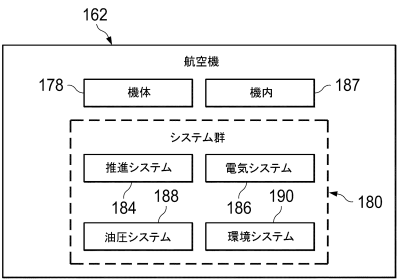 162
航空機
178 機体 機内 187
システム群
推進システム 電気システム
184 188 186 190 180
油圧システム 環境システム